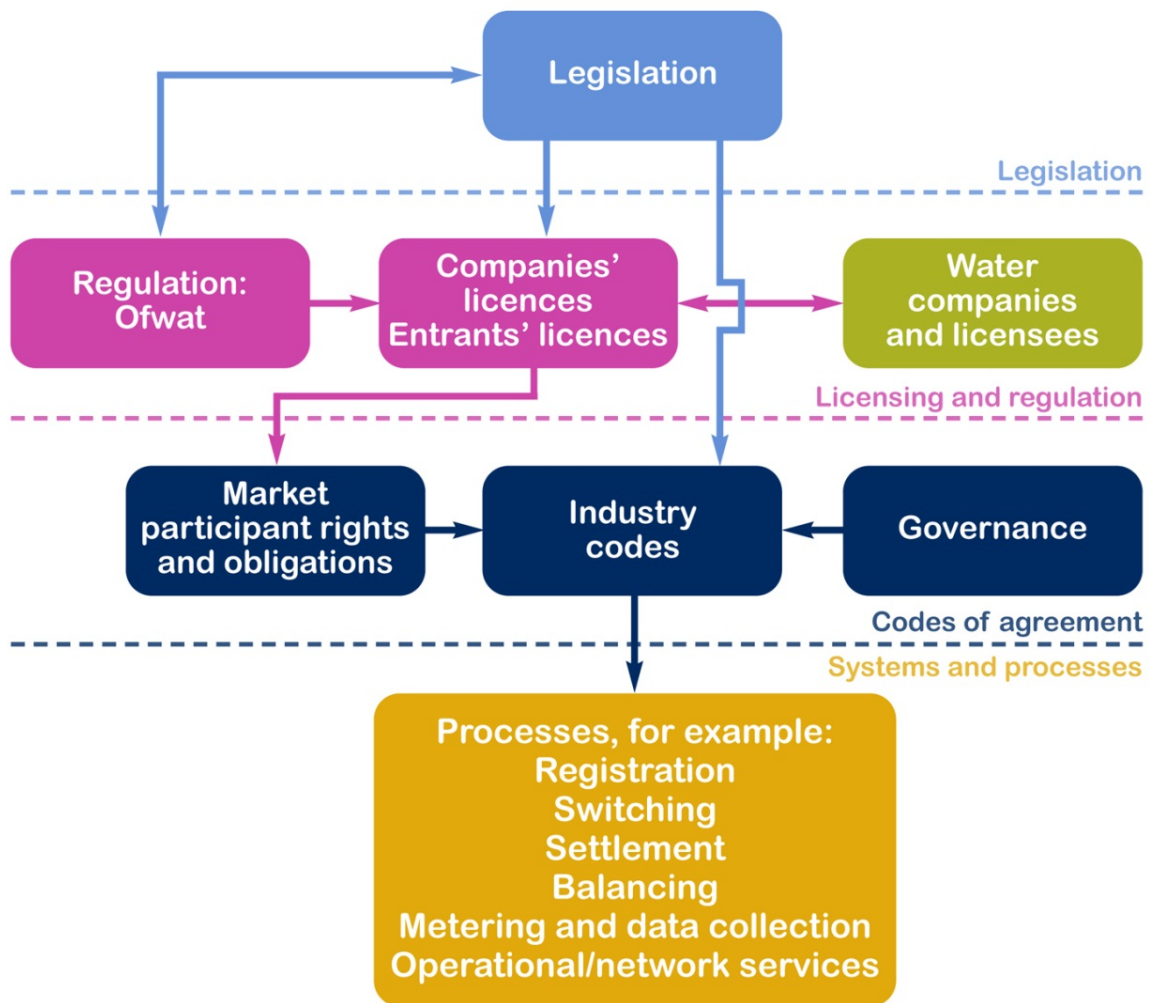 Legislation
Legislation
Regulation:
Ofwat
Companies’
licences
Entrants’ licences
Water
companies
and licensees
Licensing and regulation
Market
participant rights
and obligations
Industry
codes
Governance
Codes of agreement
Systems and processes
Processes, for example:
Registration
Switching
Settlement
Balancing
Metering and data collection
Operational/network services